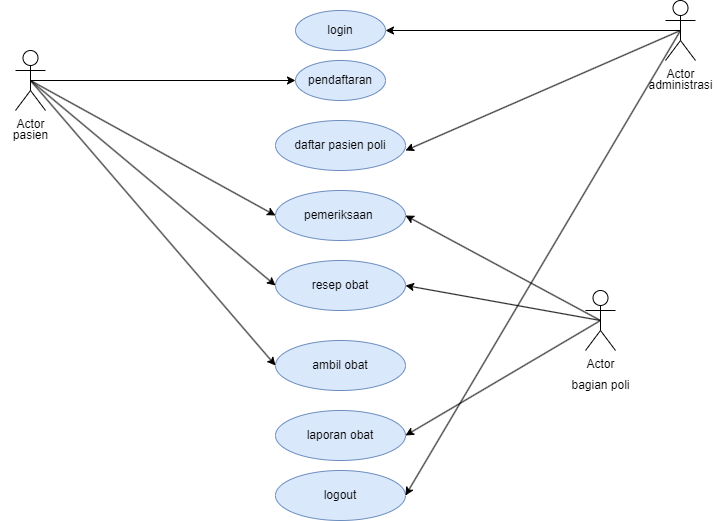 login
pendaftaran
daftar pasien poli
pemeriksaan
resep obat
ambil obat
laporan obat
logout
Actor
pasien
Actor
administrasi
Actor
bagian poli